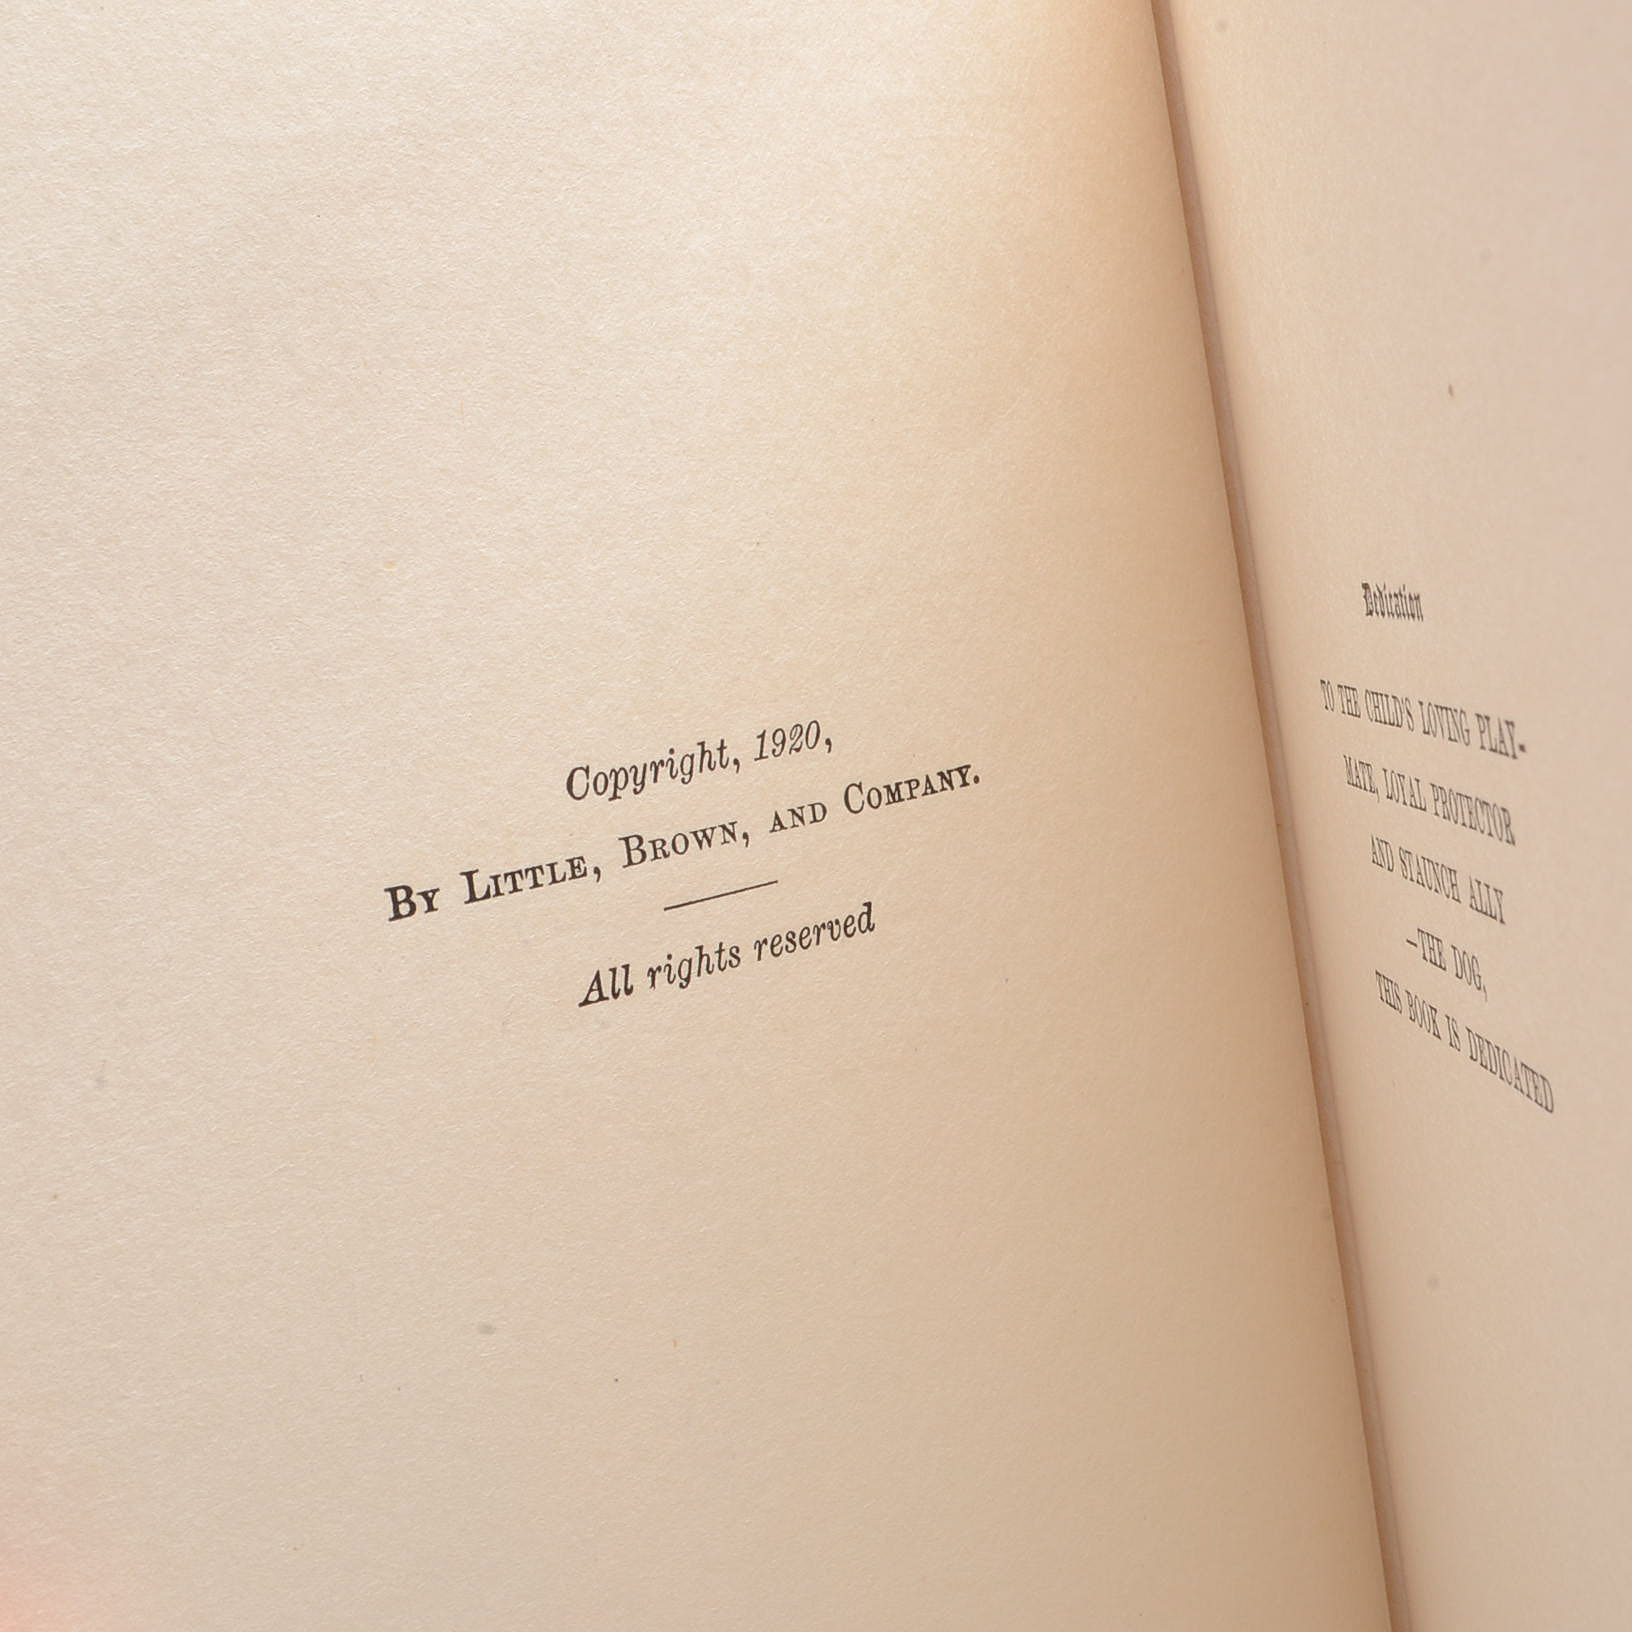 Copyright, 1920,
By Little, Brown, and Company.
All rights reserved
Dedication
TO THE CHILD'S LOVING PLAY-
MATE, LOYAL PROTECTOR
AND STAUNCH ALLY
—THE DOG,
THIS BOOK IS DEDICATED